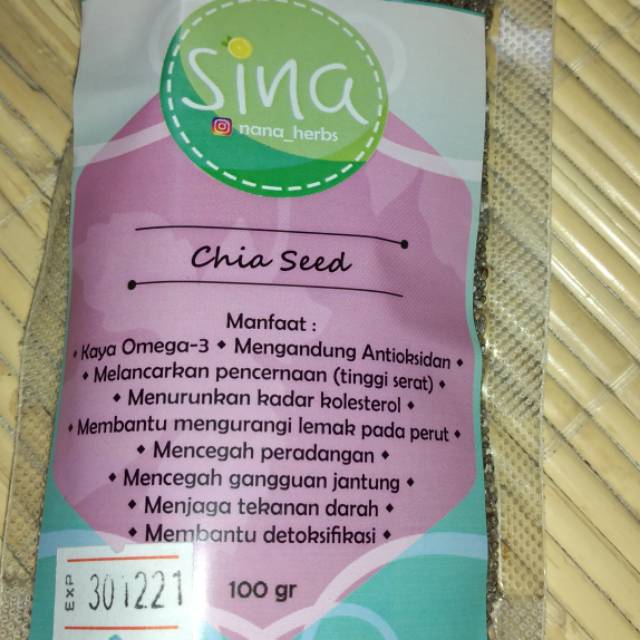 sina
nana_herbs
Chia Seed
Manfaat :
• Kaya Omega-3 • Mengandung Antioksidan •
• Melancarkan pencernaan (tinggi serat) •
• Menurunkan kadar kolesterol •
• Membantu mengurangi lemak pada perut •
• Mencegah peradangan •
• Mencegah gangguan jantung •
• Menjaga tekanan darah •
• Membantu detoksifikasi •
EXP 301221
100 gr